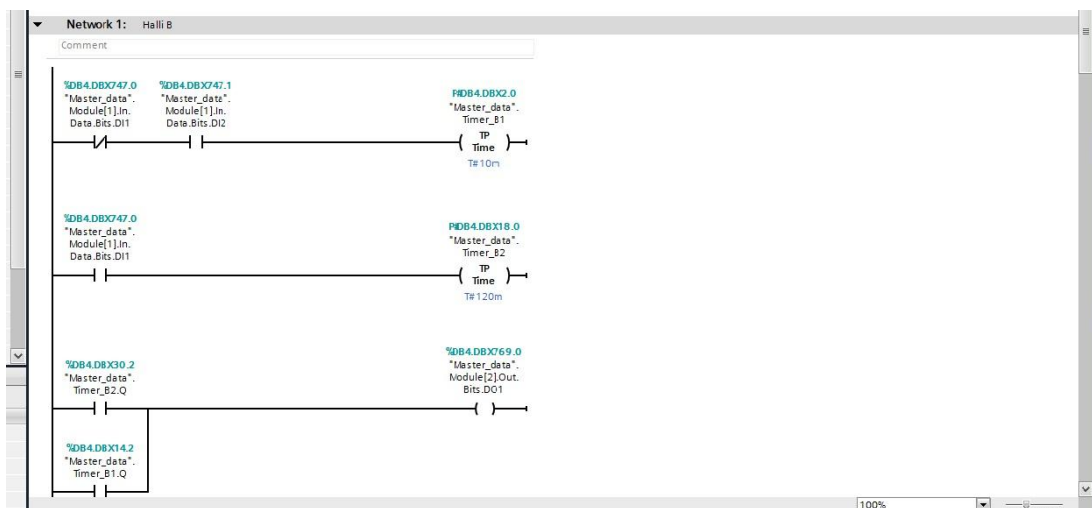 Network 1: Halli B
Comment
%DB4.DBX747.0
"Master_data".
Module[1].In.
Data.Bits.DI1
%DB4.DBX747.1
"Master_data".
Module[1].In.
Data.Bits.DI2
P#DB4.DBX2.0
"Master_data".
Timer_B1
TP
Time
T#10m
%DB4.DBX747.0
"Master_data".
Module[1].In.
Data.Bits.DI1
P#DB4.DBX18.0
"Master_data".
Timer_B2
TP
Time
T#120m
%DB4.DBX30.2
"Master_data".
Timer_B2.Q
%DB4.DBX769.0
"Master_data".
Module[2].Out.
Bits.DO1
%DB4.DBX14.2
"Master_data".
Timer_B1.Q
100%